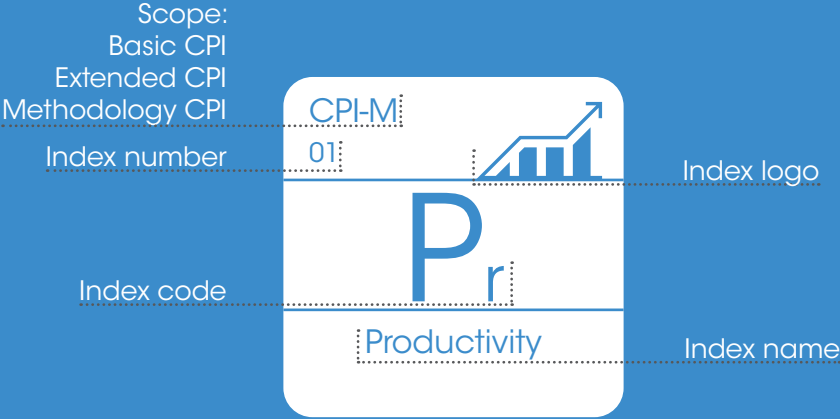 Scope:
Basic CPI
Extended CPI
Methodology CPI
CPI-M
Index number
01
Index logo
Pr
Index code
Productivity
Index name